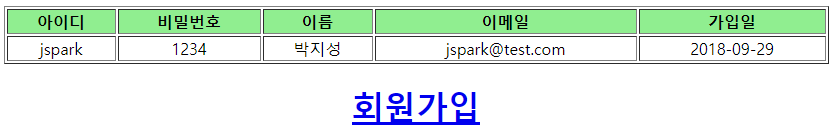 아이디 비밀번호 이름 이메일 가입일
jspark 1234 박지성 jspark@test.com 2018-09-29
회원가입